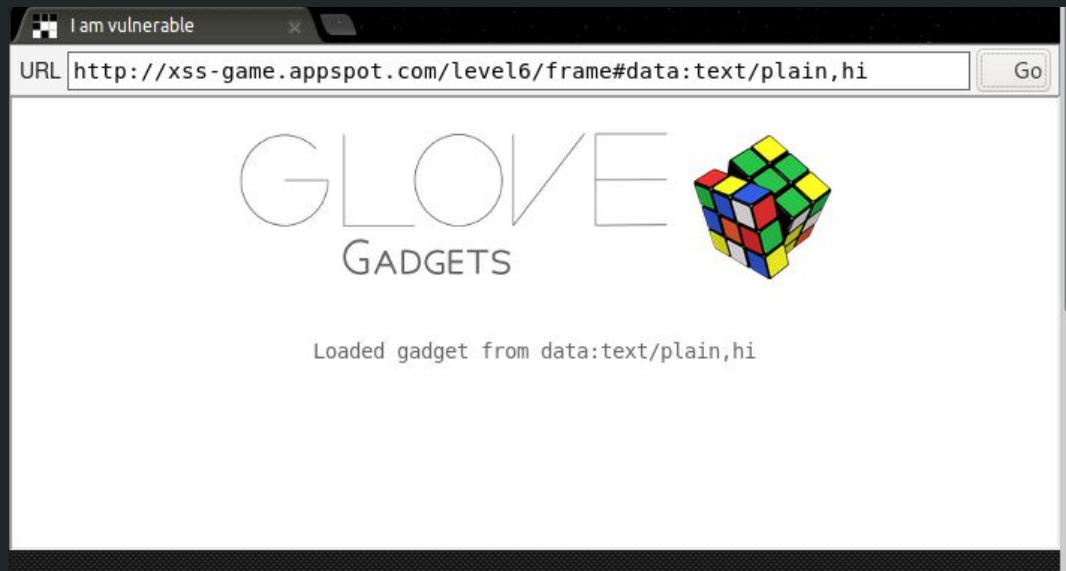 I am vulnerable
URL http://xss-game.appspot.com/level6/frame#data:text/plain,hi Go
GLOVE
GADGETS
Loaded gadget from data:text/plain,hi